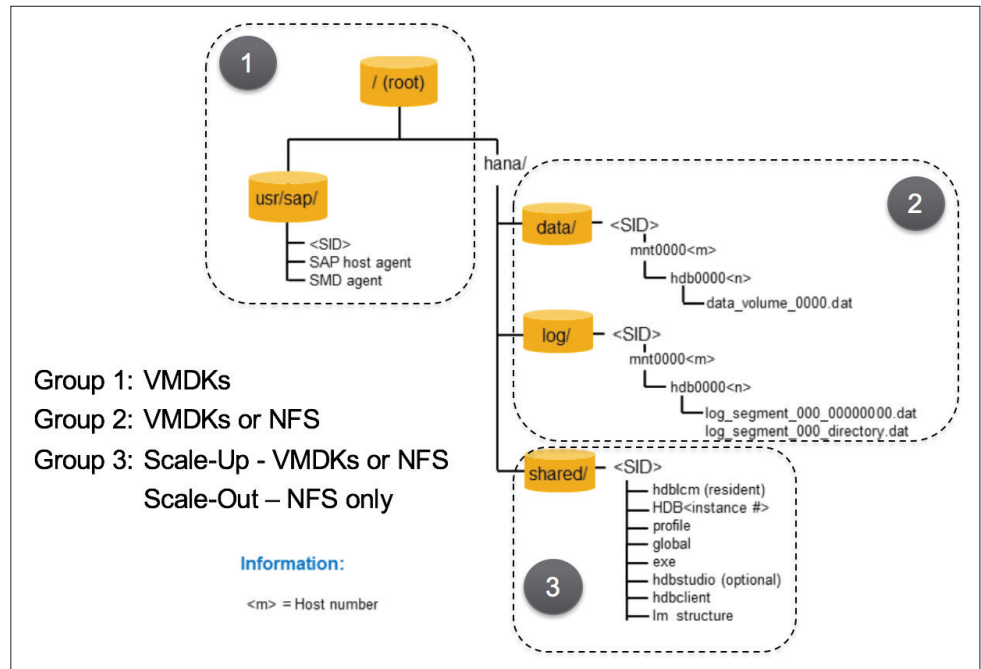 1
/ (root)
hana/
usr/sap/
<SID>
SAP host agent
SMD agent
2
data/
<SID>
mnt0000<m>
hdb0000<n>
data_volume_0000.dat
log/
<SID>
mnt0000<m>
hdb0000<n>
log_segment_000_00000000.dat
log_segment_000_directory.dat
Group 1: VMDKs
Group 2: VMDKs or NFS
Group 3: Scale-Up - VMDKs or NFS
Scale-Out – NFS only
shared/
<SID>
hdblcm (resident)
HDB<instance #>
profile
global
exe
hdbstudio (optional)
hdbclient
lm structure
3
Information:
<m> = Host number